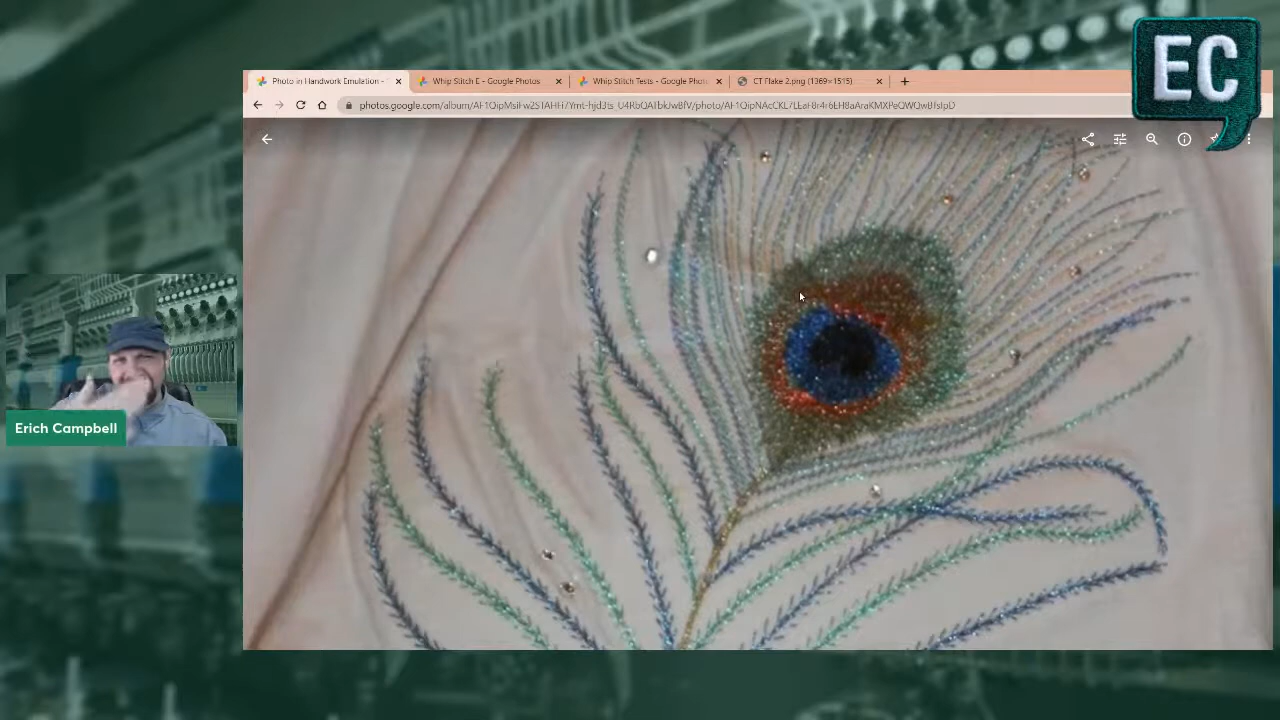 EC
Photo in Handwork Emulation -
Whip Stitch E - Google Photos
Whip Stitch Tests - Google Photo
CT Flake 2.png (1369×1515)
Erich Campbell